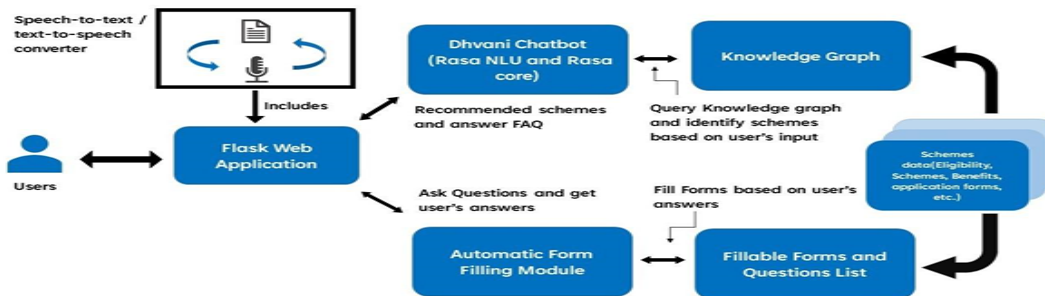 Speech-to-text /
text-to-speech
converter
Includes
Users
Flask Web
Application
Dhvani Chatbot
(Rasa NLU and Rasa
core)
Recommended schemes
and answer FAQ
Knowledge Graph
Query Knowledge graph
and identify schemes
based on user's input
Schemes
data(Eligibility,
Schemes, Benefits,
application forms,
etc.)
Ask Questions and get
user's answers
Fill Forms based on user's
answers
Automatic Form
Filling Module
Fillable Forms and
Questions List